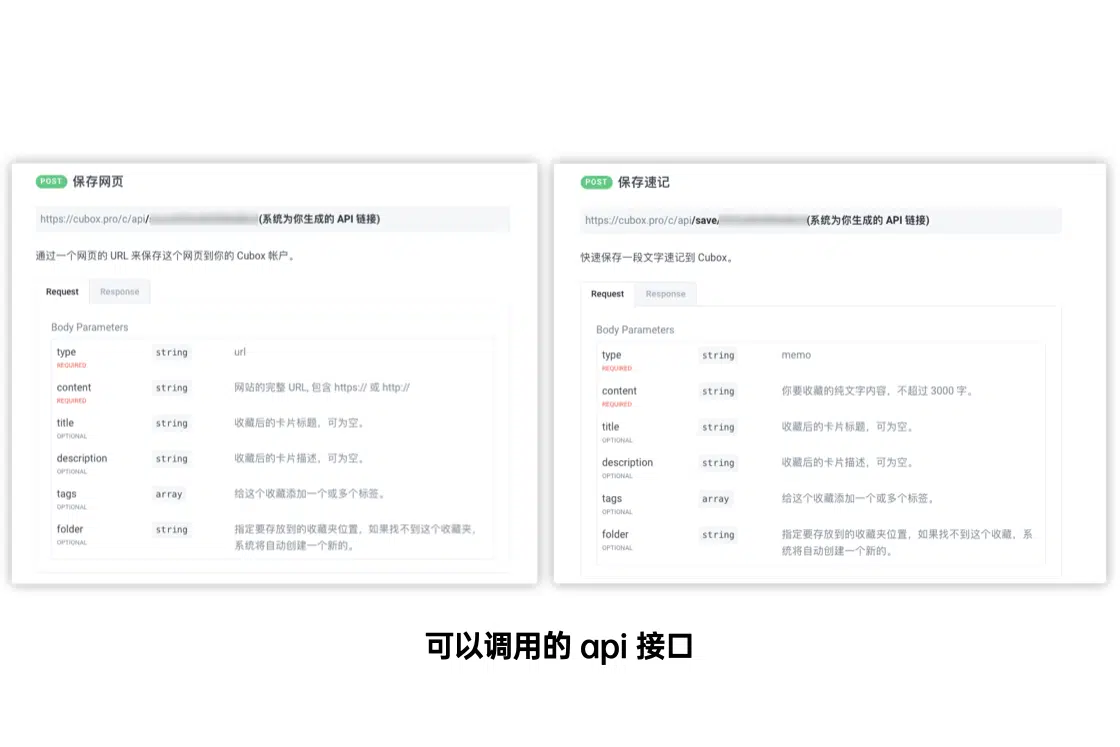 POST 保存网页
https://cubox.pro/c/api/ (系统为你生成的 API 链接)
通过一个网页的 URL 来保存这个网页到你的 Cubox 帐户。
Request Response
Body Parameters
type string url
REQUIRED
content string 网站的完整 URL, 包含 https:// 或 http://
REQUIRED
title string 收藏后的卡片标题，可为空。
OPTIONAL
description string 收藏后的卡片描述，可为空。
OPTIONAL
tags array 给这个收藏添加一个或多个标签。
OPTIONAL
folder string 指定要存放到的收藏夹位置，如果找不到这个收藏夹，
OPTIONAL 系统将自动创建一个新的。
POST 保存速记
https://cubox.pro/c/api/save/ (系统为你生成的 API 链接)
快速保存一段文字速记到 Cubox。
Request Response
Body Parameters
type string memo
REQUIRED
content string 你要收藏的纯文字内容，不超过 3000 字。
REQUIRED
title string 收藏后的卡片标题，可为空。
OPTIONAL
description string 收藏后的卡片描述，可为空。
OPTIONAL
tags array 给这个收藏添加一个或多个标签。
OPTIONAL
folder string 指定要存放到的收藏夹位置，如果找不到这个收藏，系
OPTIONAL 统将自动创建一个新的。
可以调用的 api 接口